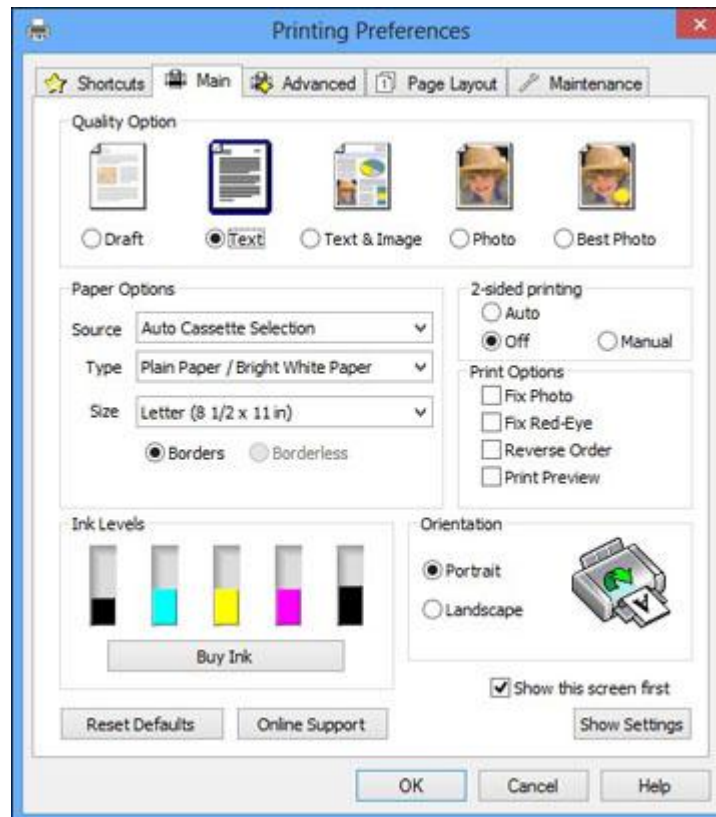 Printing Preferences
Shortcuts Main Advanced 1 Page Layout Maintenance
Quality Option
Draft Text Text & Image Photo Best Photo
Paper Options
Source Auto Cassette Selection
Type Plain Paper / Bright White Paper
Size Letter (8 1/2 x 11 in)
Borders Borderless
2-sided printing
Auto
Off Manual
Print Options
Fix Photo
Fix Red-Eye
Reverse Order
Print Preview
Ink Levels
Buy Ink
Orientation
Portrait
Landscape
A
Show this screen first
Reset Defaults Online Support Show Settings
OK Cancel Help